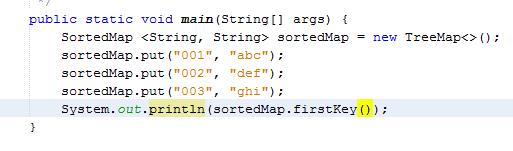 */
public static void main(String[] args) {
SortedMap <String, String> sortedMap = new TreeMap<>();
sortedMap.put("001", "abc");
sortedMap.put("002", "def");
sortedMap.put("003", "ghi");
System.out.println(sortedMap.firstKey());
}